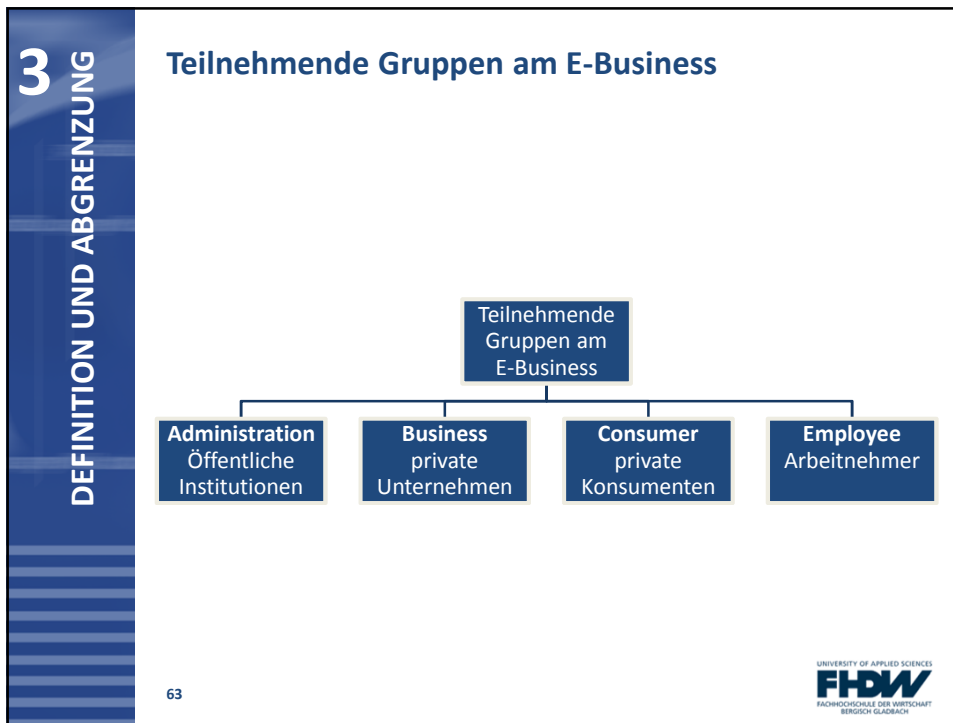 3
DEFINITION UND ABGRENZUNG
Teilnehmende Gruppen am E-Business
Teilnehmende
Gruppen am
E-Business
Administration
Öffentliche
Institutionen
Business
private
Unternehmen
Consumer
private
Konsumenten
Employee
Arbeitnehmer
63
UNIVERSITY OF APPLIED SCIENCES
FHDW
FACHHOCHSCHULE DER WIRTSCHAFT
BERGISCH GLADBACH